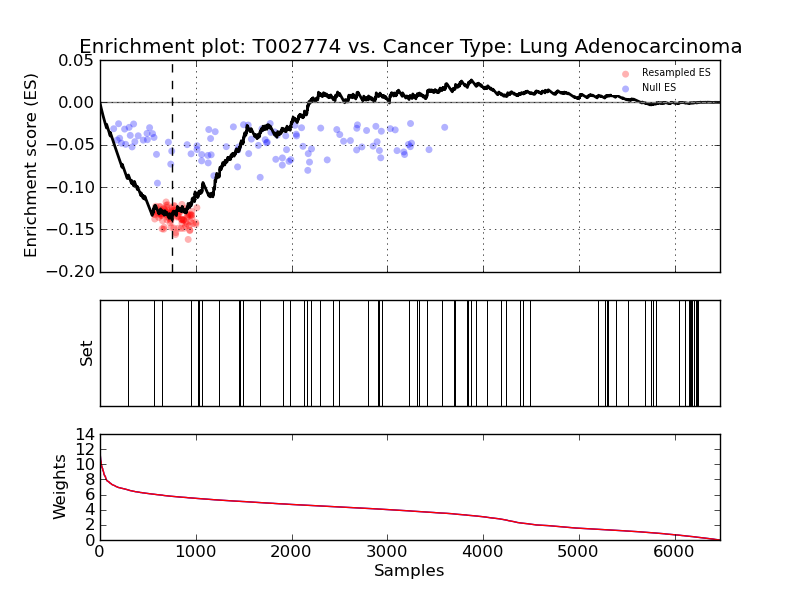 Enrichment plot: T002774 vs. Cancer Type: Lung Adenocarcinoma
Enrichment score (ES)
0.05
0.00
−0.05
−0.10
−0.15
−0.20
Resampled ES
Null ES
Set
Weights
14
12
10
8
6
4
2
0
0 1000 2000 3000 4000 5000 6000
Samples